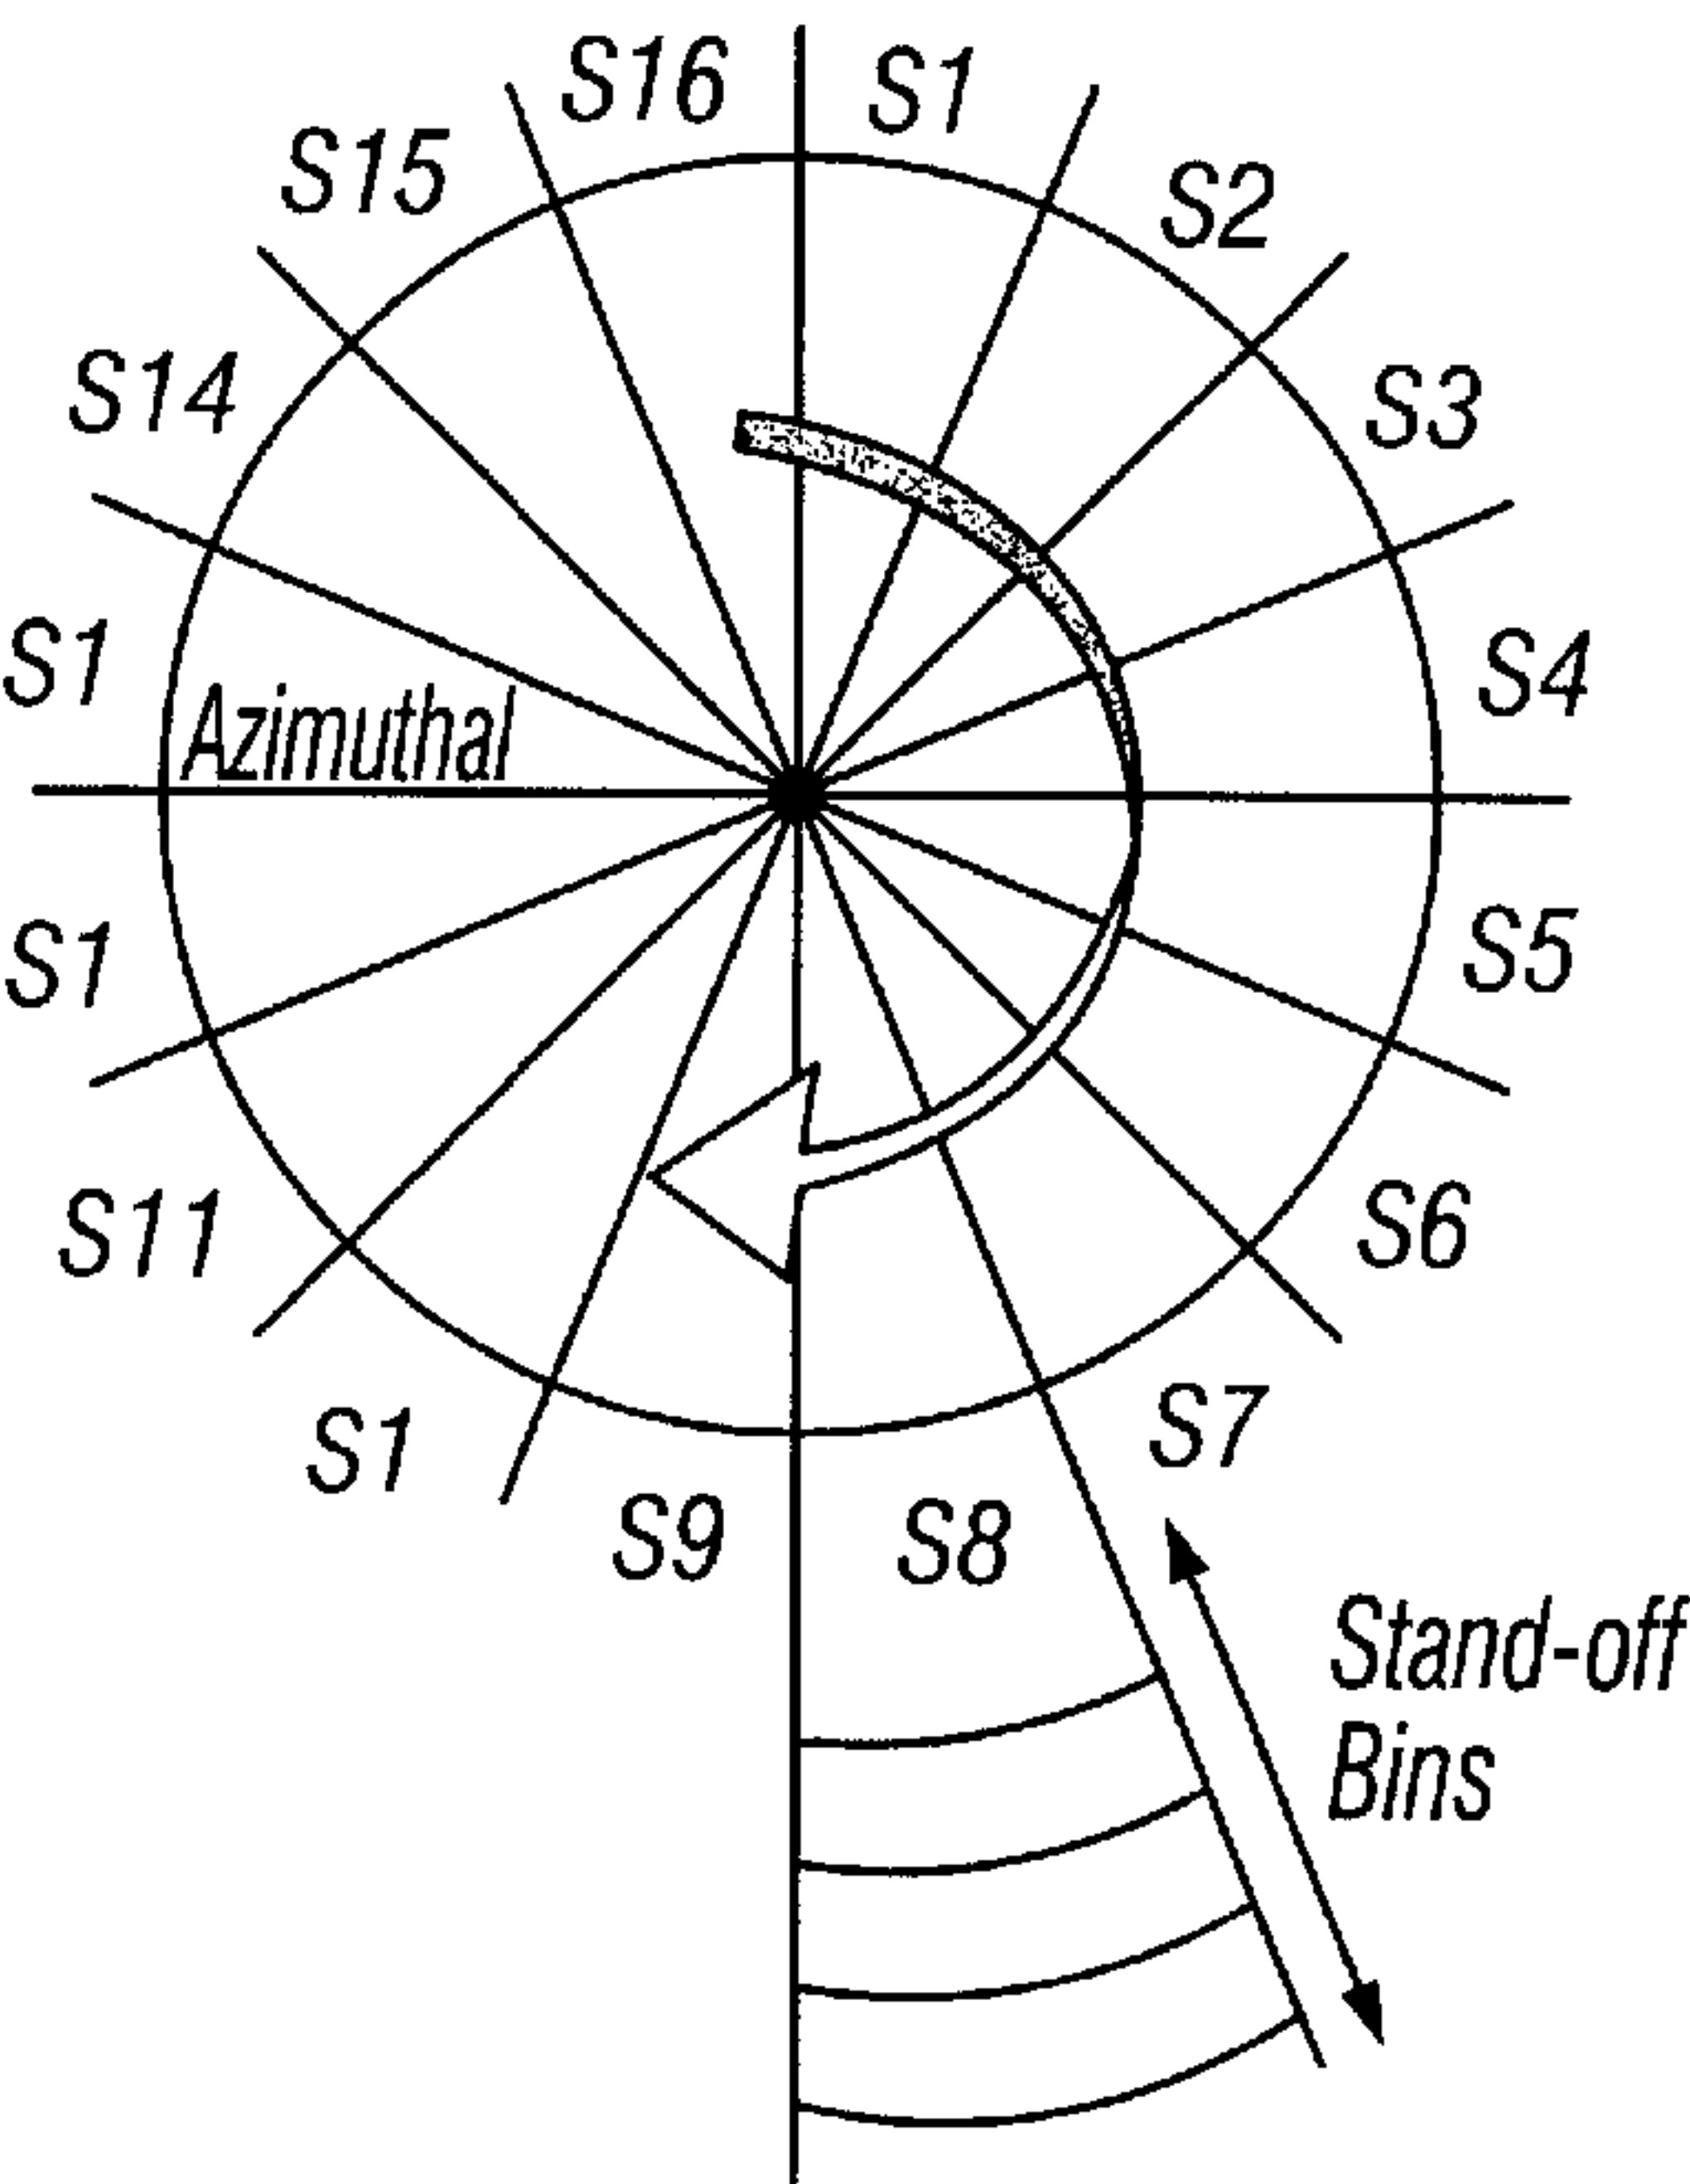 S16
S1
S15
S2
S14
S3
S1
Azimuthal
S4
S1
S5
S11
S6
S1
S7
S9
S8
Stand-off
Bins